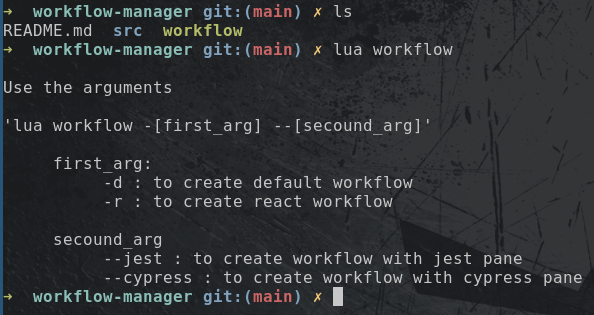 ➜  workflow-manager git:(main) ✗ ls
README.md  src  workflow
➜  workflow-manager git:(main) ✗ lua workflow
Use the arguments
'lua workflow -[first_arg] --[secound_arg]'
first_arg:
-d : to create default workflow
-r : to create react workflow
secound_arg
--jest : to create workflow with jest pane
--cypress : to create workflow with cypress pane
➜  workflow-manager git:(main) ✗